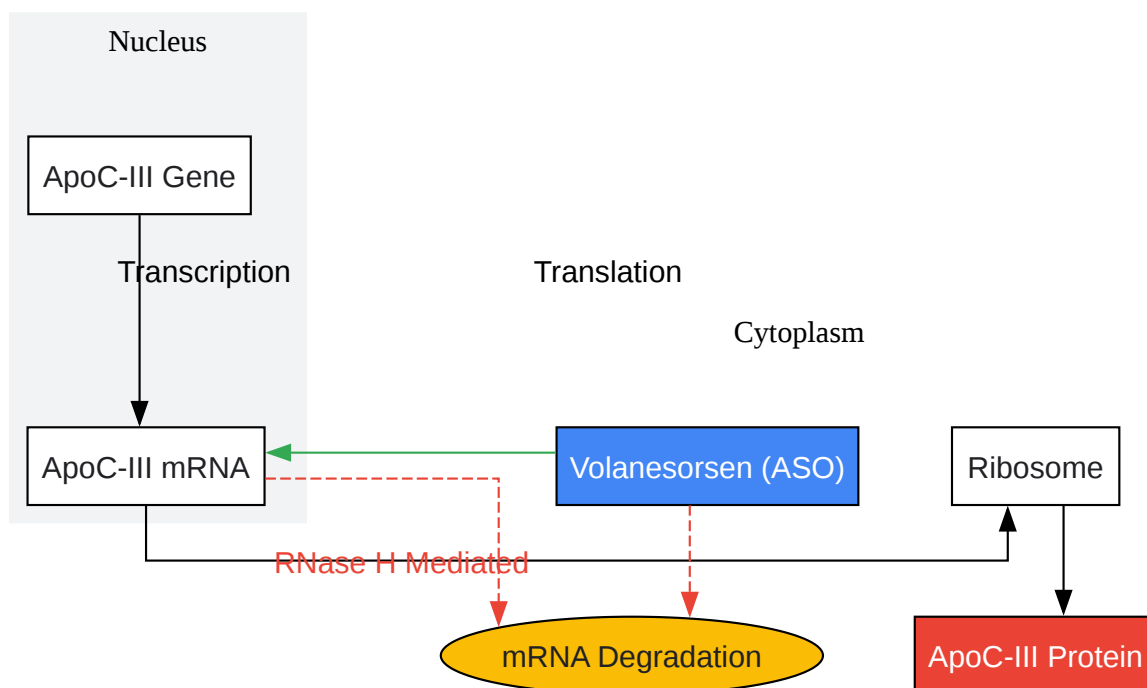 Nucleus
ApoC-III Gene
Transcription
Translation
Cytoplasm
ApoC-III mRNA
Volanesorsen (ASO)
Ribosome
RNase H Mediated
mRNA Degradation
ApoC-III Protein